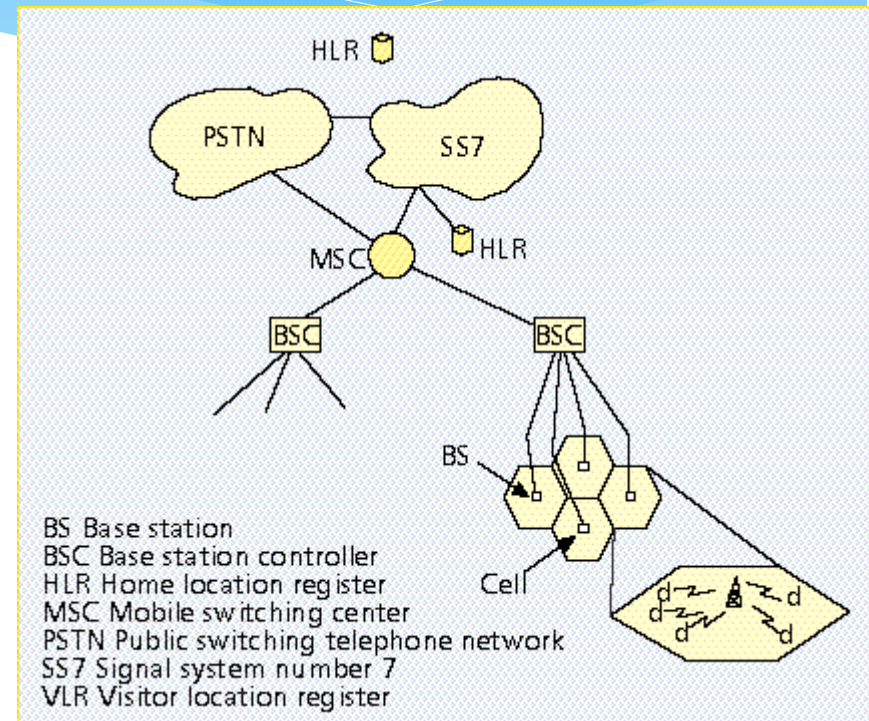 HLR
PSTN
SS7
MSC
HLR
BSC
BSC
BS
Cell
d
d
d
d
d
BS Base station
BSC Base station controller
HLR Home location register
MSC Mobile switching center
PSTN Public switching telephone network
SS7 Signal system number 7
VLR Visitor location register